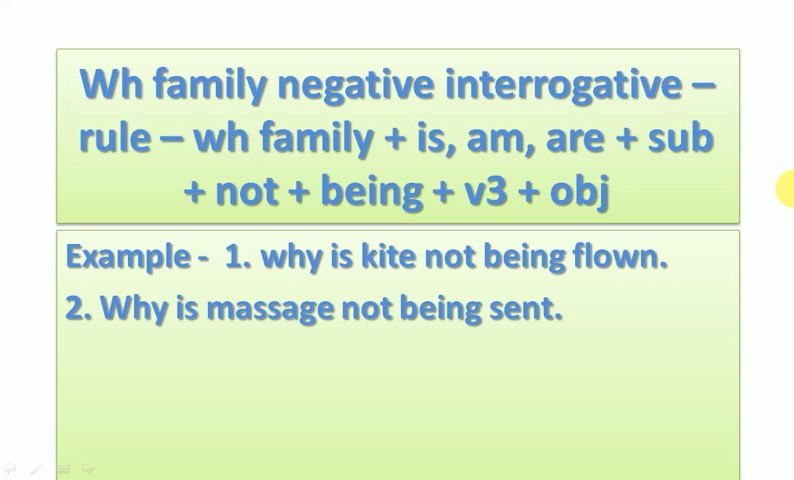 Wh family negative interrogative –
rule – wh family + is, am, are + sub
+ not + being + v3 + obj
Example - 1. why is kite not being flown.
2. Why is massage not being sent.